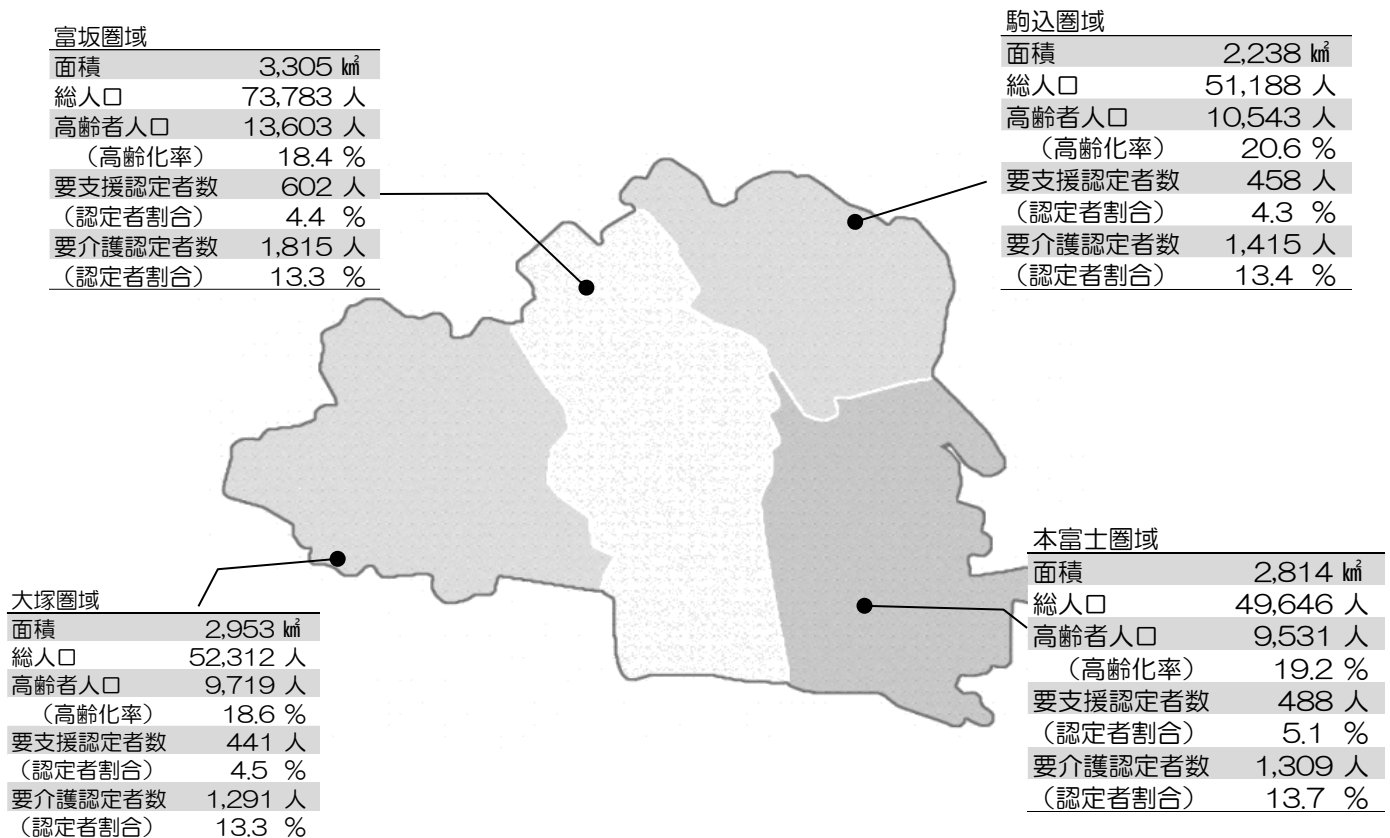 富坂圏域
面積 3,305 ㎢
総人口 73,783 人
高齢者人口 13,603 人
（高齢化率） 18.4 %
要支援認定者数 602 人
（認定者割合） 4.4 %
要介護認定者数 1,815 人
（認定者割合） 13.3 %
駒込圏域
面積 2,238 ㎢
総人口 51,188 人
高齢者人口 10,543 人
（高齢化率） 20.6 %
要支援認定者数 458 人
（認定者割合） 4.3 %
要介護認定者数 1,415 人
（認定者割合） 13.4 %
大塚圏域
面積 2,953 ㎢
総人口 52,312 人
高齢者人口 9,719 人
（高齢化率） 18.6 %
要支援認定者数 441 人
（認定者割合） 4.5 %
要介護認定者数 1,291 人
（認定者割合） 13.3 %
本富士圏域
面積 2,814 ㎢
総人口 49,646 人
高齢者人口 9,531 人
（高齢化率） 19.2 %
要支援認定者数 488 人
（認定者割合） 5.1 %
要介護認定者数 1,309 人
（認定者割合） 13.7 %